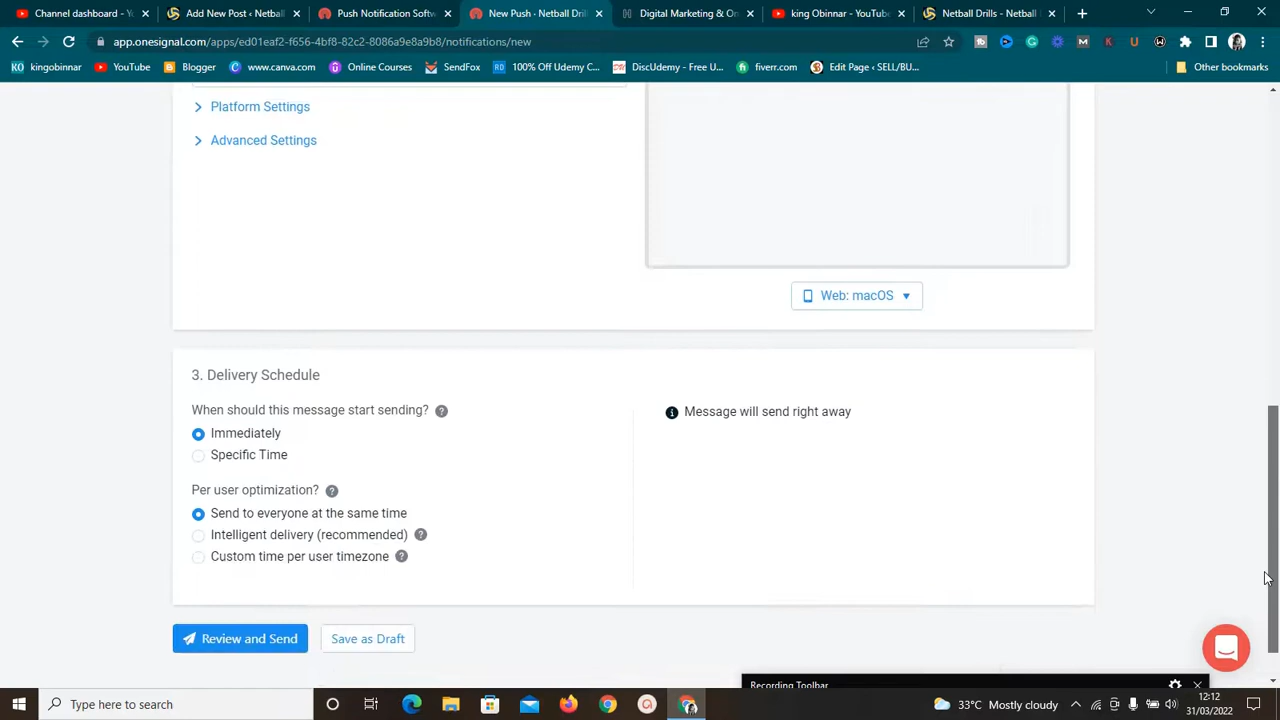 Channel dashboard - Yo
Add New Post ‹ Netball
Push Notification Softw
New Push - Netball Dril
Digital Marketing & On
king Obinnar - YouTube
Netball Drills - Netball
app.onesignal.com/apps/ed01eaf2-f656-4bf8-82c2-8086a9e8a9b8/notifications/new
kingobinnar
YouTube
Blogger
www.canva.com
Online Courses
SendFox
100% Off Udemy C...
DiscUdemy - Free U...
fiverr.com
Edit Page ‹ SELL/BU...
Other bookmarks
Platform Settings
Advanced Settings
Web: macOS
3. Delivery Schedule
When should this message start sending?
Message will send right away
Immediately
Specific Time
Per user optimization?
Send to everyone at the same time
Intelligent delivery (recommended)
Custom time per user timezone
Review and Send
Save as Draft
Recording Toolbar
Type here to search
33°C Mostly cloudy
12:12
31/03/2022